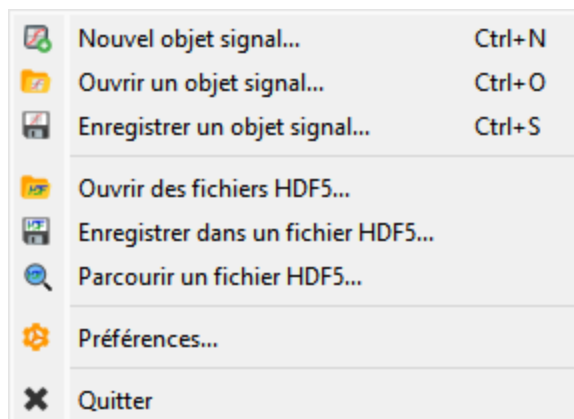 Nouvel objet signal... Ctrl+N
Ouvrir un objet signal... Ctrl+O
Enregistrer un objet signal... Ctrl+S
Ouvrir des fichiers HDF5...
Enregistrer dans un fichier HDF5...
Parcourir un fichier HDF5...
Préférences...
Quitter